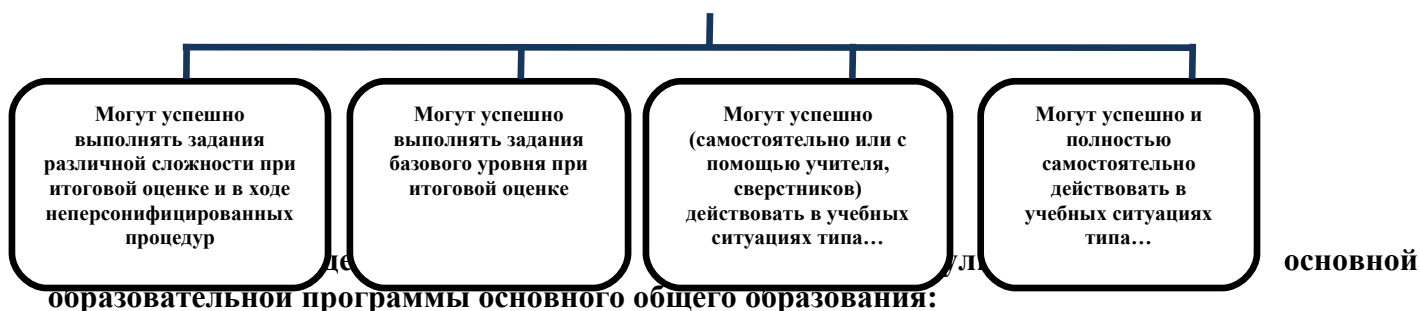 Могут успешно
выполнять задания
различной сложности при
итоговой оценке и в ходе
неперсонифицированных
процедур
Могут успешно
выполнять задания
базового уровня при
итоговой оценке
Могут успешно
(самостоятельно или с
помощью учителя,
сверстников)
действовать в учебных
ситуациях типа…
Могут успешно и
полностью
самостоятельно
действовать в
учебных ситуациях
типа…
основной
образовательной программы основного общего образования: